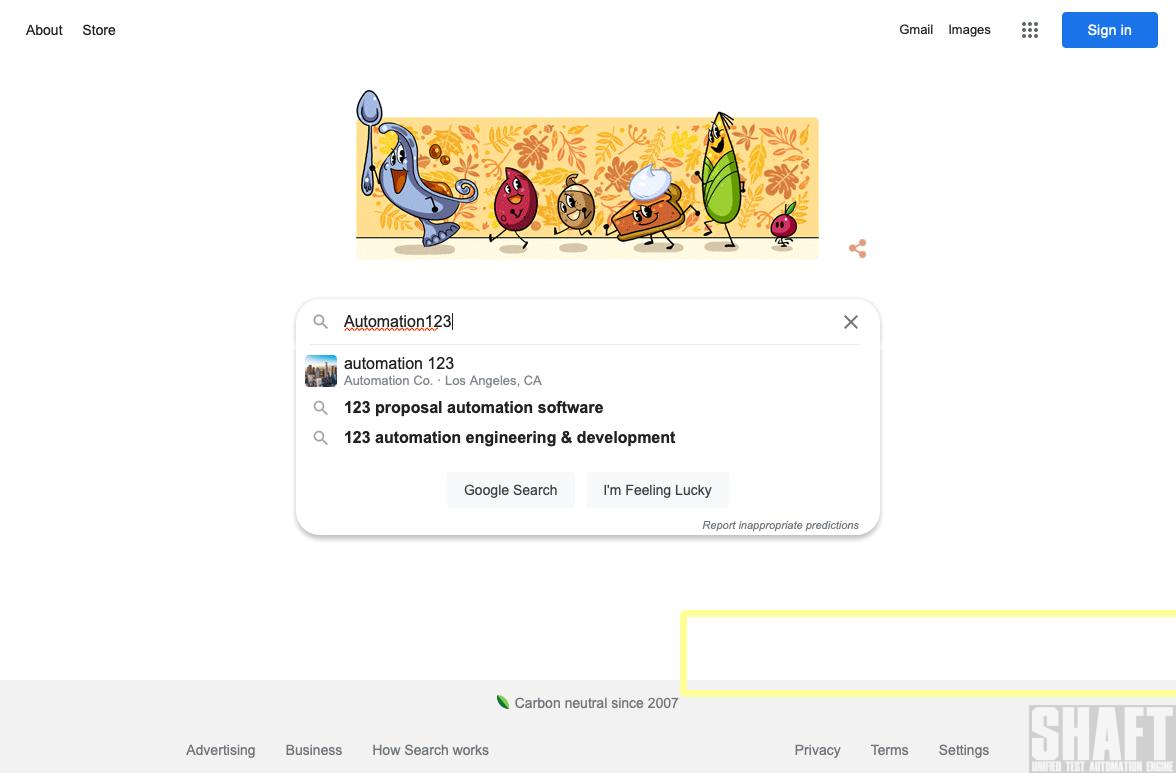 About Store Gmail Images Sign in
Automation123
automation 123
Automation Co. · Los Angeles, CA
123 proposal automation software
123 automation engineering & development
Google Search I'm Feeling Lucky
Report inappropriate predictions
Carbon neutral since 2007
Advertising Business How Search works Privacy Terms Settings
SHAFT
UNIFIED TEST AUTOMATION ENGINE